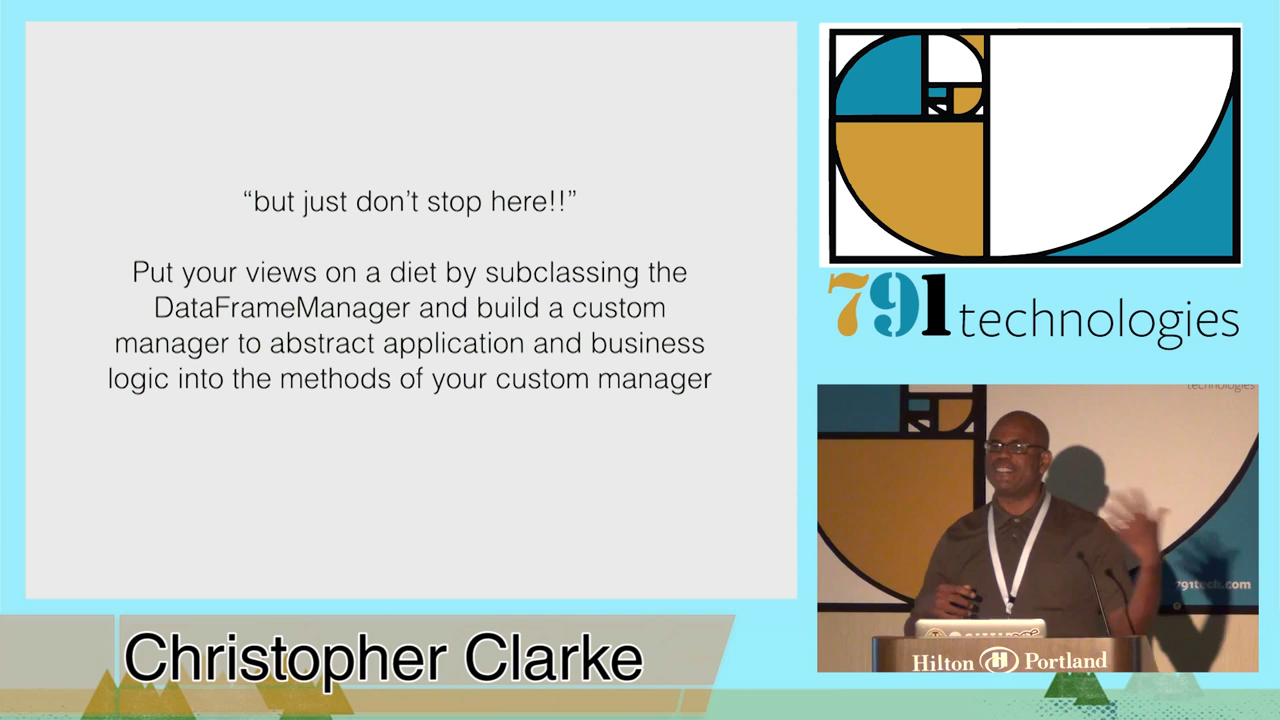 “but just don’t stop here!!”
Put your views on a diet by subclassing the
DataFrameManager and build a custom
manager to abstract application and business
logic into the methods of your custom manager
791 technologies
technologies
791tech.com
Hilton Portland
Christopher Clarke